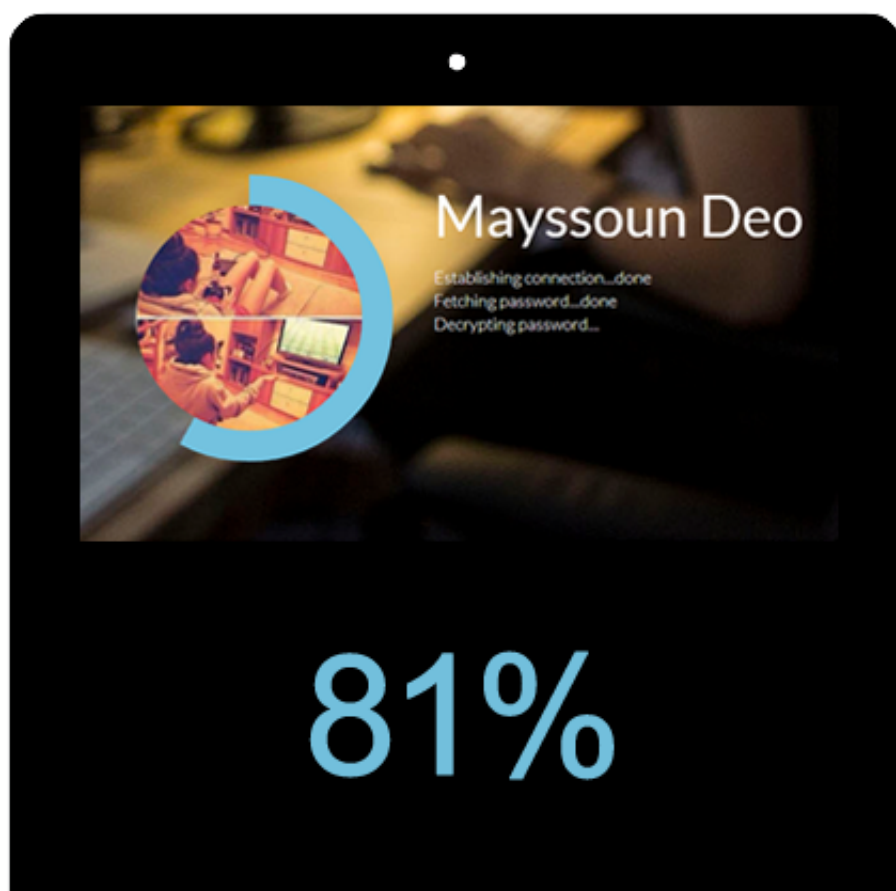 Mayssoun Deo
Establishing connection...done
Fetching password...done
Decrypting password...
81%